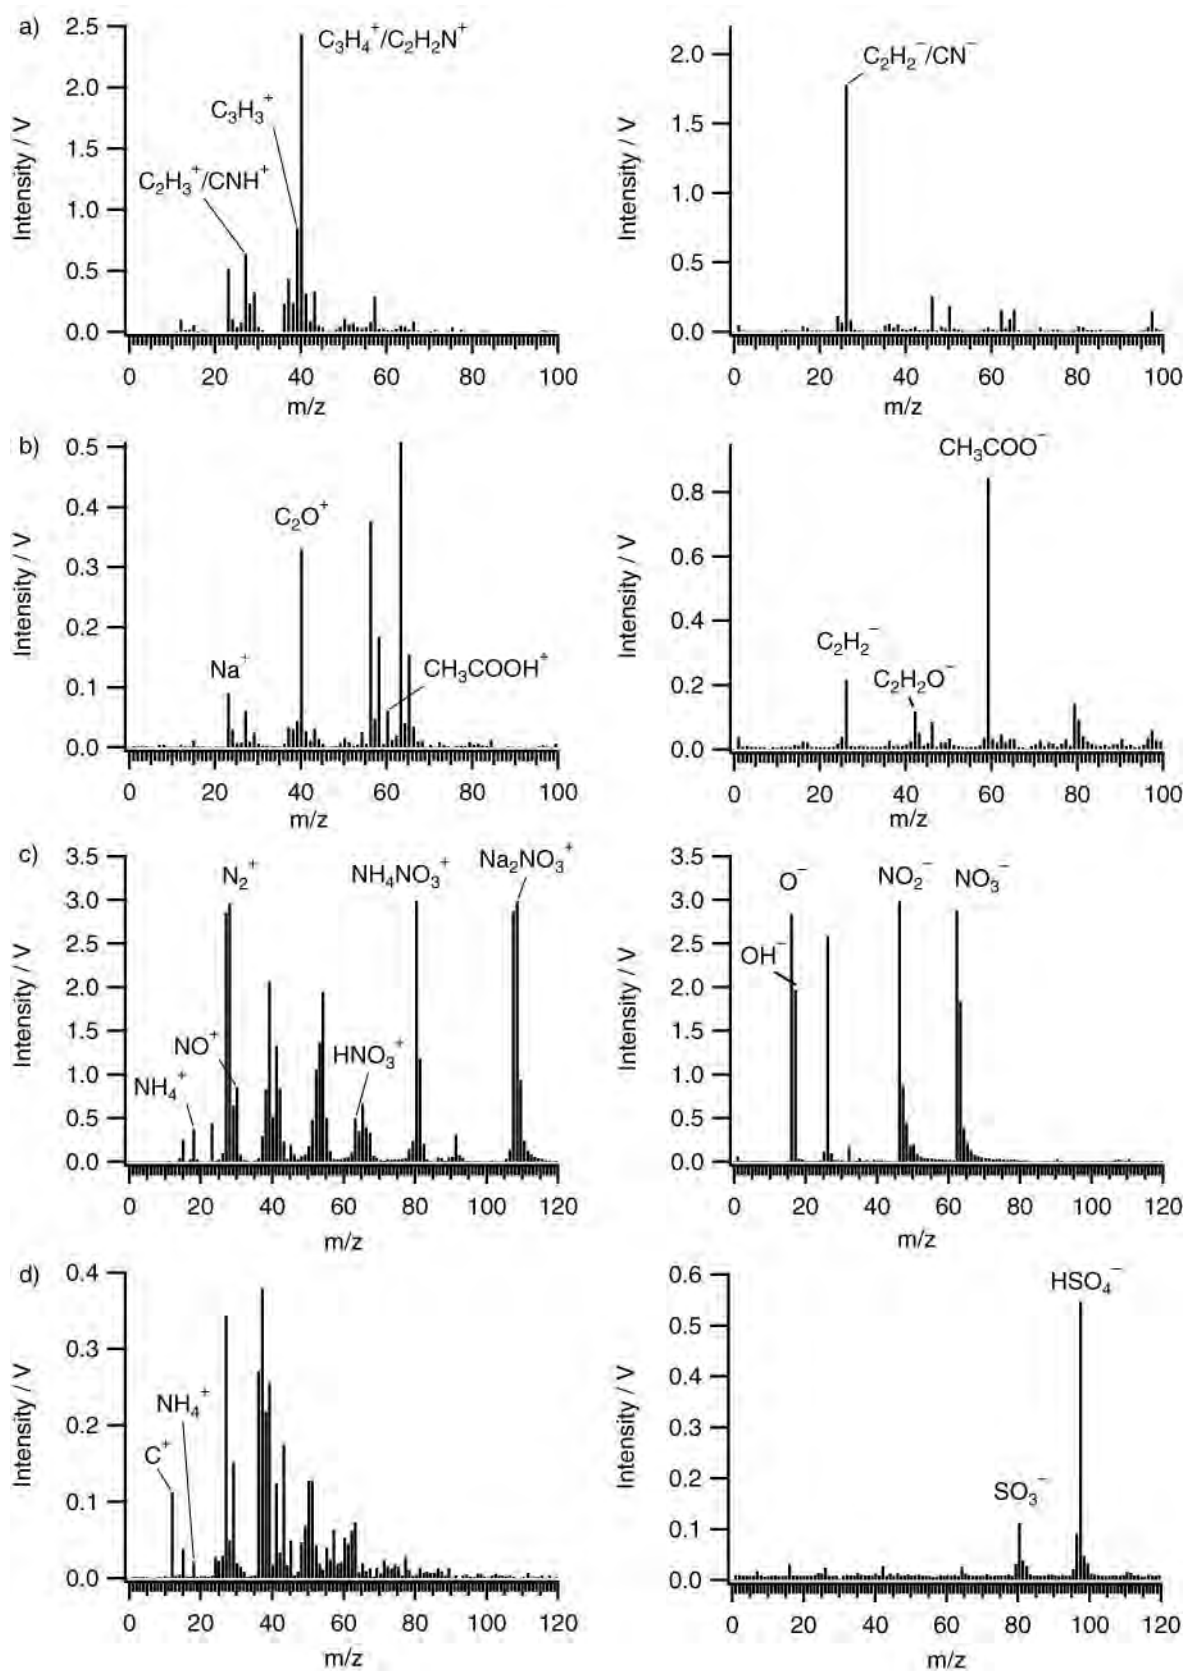 a)
2.5
2.0
1.5
1.0
0.5
0.0
Intensity / V
C₃H₄⁺/C₂H₂N⁺
C₃H₃⁺
C₂H₃⁺/CNH⁺
0 20 40 60 80 100
m/z
2.0
1.5
1.0
0.5
0.0
Intensity / V
C₂H₂⁻/CN⁻
0 20 40 60 80 100
m/z
b)
0.5
0.4
0.3
0.2
0.1
0.0
Intensity / V
C₂O⁺
Na⁺
CH₃COOH⁺
0 20 40 60 80 100
m/z
0.8
0.6
0.4
0.2
0.0
Intensity / V
CH₃COO⁻
C₂H₂⁻
C₂H₂O⁻
0 20 40 60 80 100
m/z
c)
3.5
3.0
2.5
2.0
1.5
1.0
0.5
0.0
Intensity / V
N₂⁺
NH₄NO₃⁺
Na₂NO₃⁺
NO⁺
HNO₃⁺
NH₄⁺
0 20 40 60 80 100 120
m/z
3.5
3.0
2.5
2.0
1.5
1.0
0.5
0.0
Intensity / V
O⁻
NO₂⁻
NO₃⁻
OH⁻
0 20 40 60 80 100 120
m/z
d)
0.4
0.3
0.2
0.1
0.0
Intensity / V
NH₄⁺
C⁺
0 20 40 60 80 100 120
m/z
0.6
0.5
0.4
0.3
0.2
0.1
0.0
Intensity / V
HSO₄⁻
SO₃⁻
0 20 40 60 80 100 120
m/z